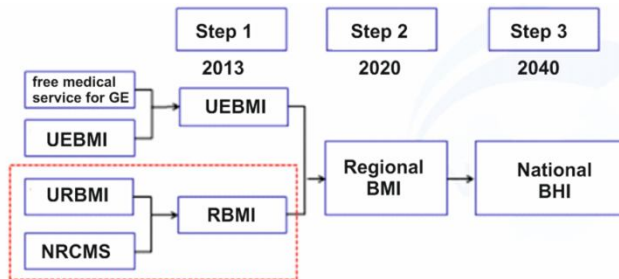 Step 1
Step 2
Step 3
2013
2020
2040
free medical
service for GE
UEBMI
UEBMI
Regional
BMI
National
BHI
URBMI
RBMI
NRCMS